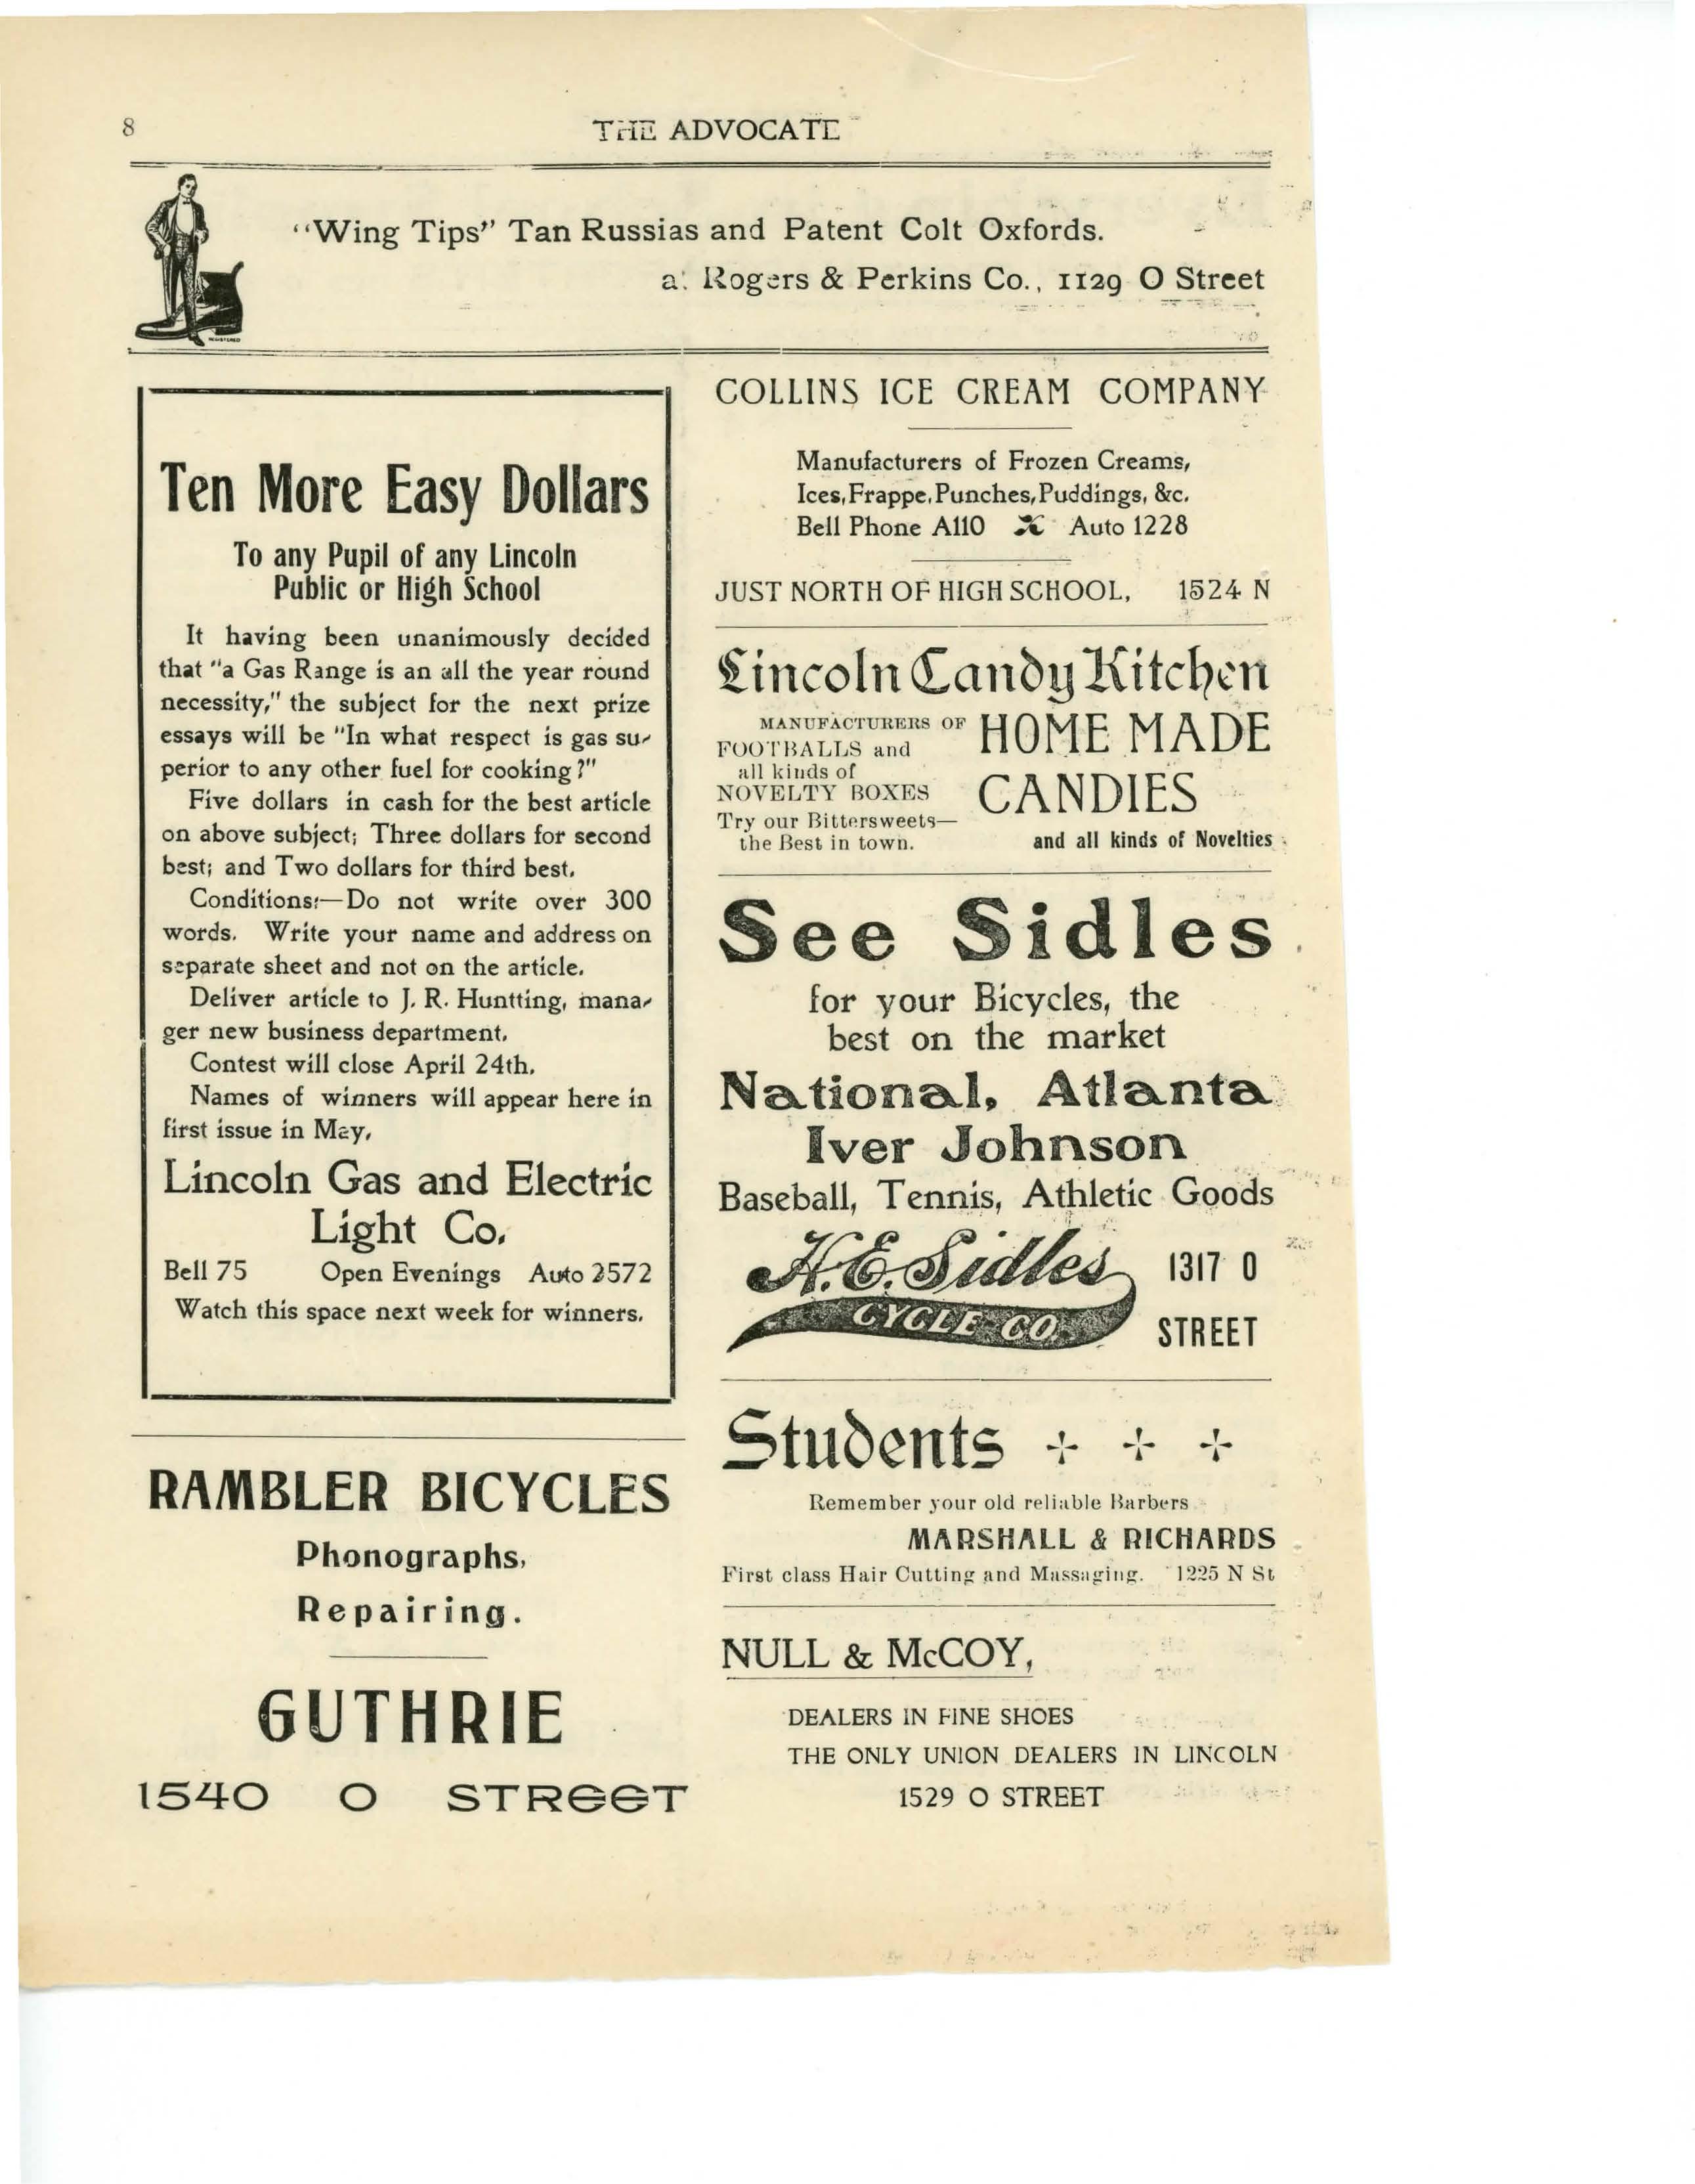 8
THE ADVOCATE
"Wing Tips" Tan Russias and Patent Colt Oxfords.
at Rogers & Perkins Co., 1129 O Street
REGISTERED
Ten More Easy Dollars
To any Pupil of any Lincoln
Public or High School
It having been unanimously decided
that "a Gas Range is an all the year round
necessity," the subject for the next prize
essays will be "In what respect is gas su-
perior to any other fuel for cooking?"
Five dollars in cash for the best article
on above subject; Three dollars for second
best; and Two dollars for third best.
Conditions:—Do not write over 300
words. Write your name and address on
separate sheet and not on the article.
Deliver article to J. R. Huntting, mana-
ger new business department.
Contest will close April 24th.
Names of winners will appear here in
first issue in May.
Lincoln Gas and Electric
Light Co.
Bell 75 Open Evenings Auto 2572
Watch this space next week for winners.
RAMBLER BICYCLES
Phonographs,
Repairing.
GUTHRIE
1540 O STREET
COLLINS ICE CREAM COMPANY
Manufacturers of Frozen Creams,
Ices, Frappe, Punches, Puddings, &c.
Bell Phone A110 Auto 1228
JUST NORTH OF HIGH SCHOOL, 1524 N
Lincoln Candy Kitchen
MANUFACTURERS OF
FOOTBALLS and
all kinds of
NOVELTY BOXES
Try our Bittersweets—
the Best in town.
HOME MADE
CANDIES
and all kinds of Novelties
See Sidles
for your Bicycles, the
best on the market
National, Atlanta
Iver Johnson
Baseball, Tennis, Athletic Goods
H. E. Sidles
CYCLE CO.
1317 O
STREET
Students
Remember your old reliable Barbers
MARSHALL & RICHARDS
First class Hair Cutting and Massaging. 1225 N St
NULL & McCOY,
DEALERS IN FINE SHOES
THE ONLY UNION DEALERS IN LINCOLN
1529 O STREET